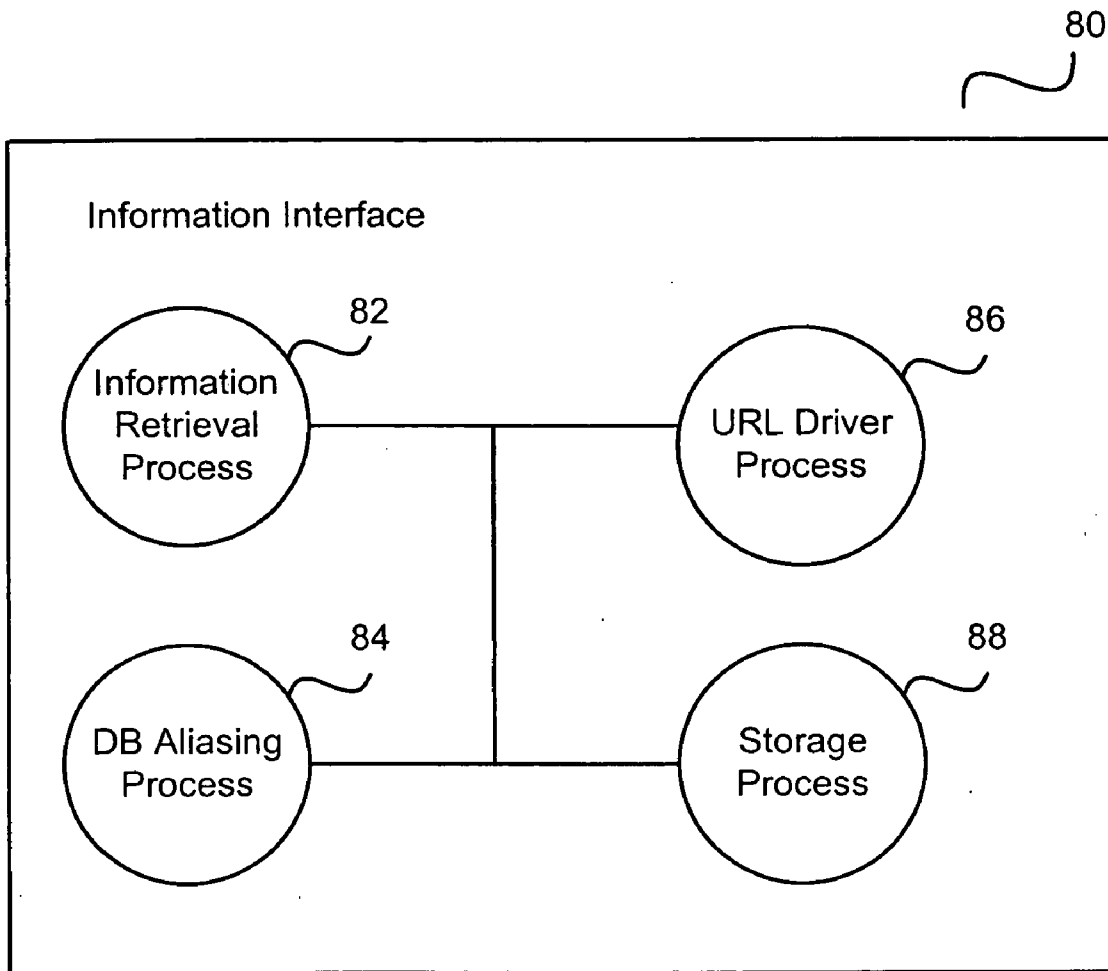 80
Information Interface
82
Information
Retrieval
Process
86
URL Driver
Process
84
DB Aliasing
Process
88
Storage
Process